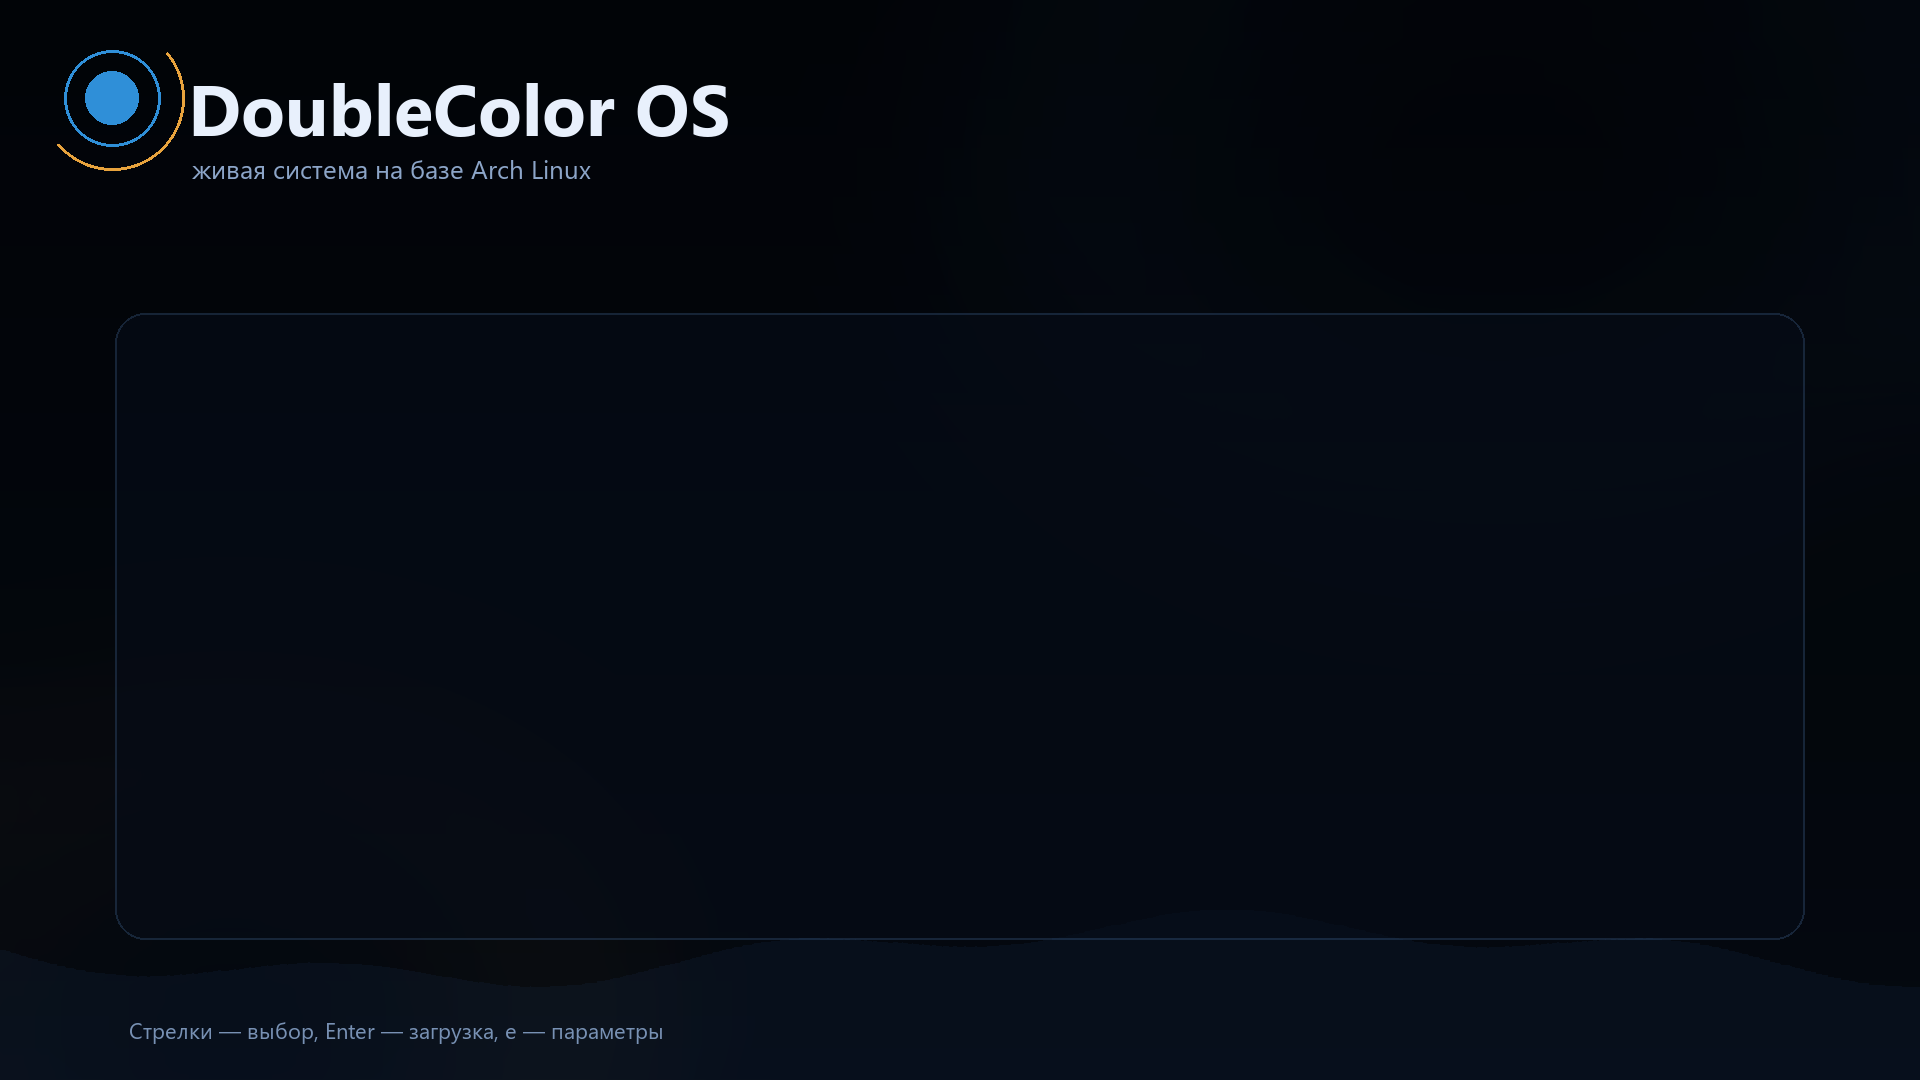 DoubleColor OS
живая система на базе Arch Linux
Стрелки — выбор, Enter — загрузка, e — параметры